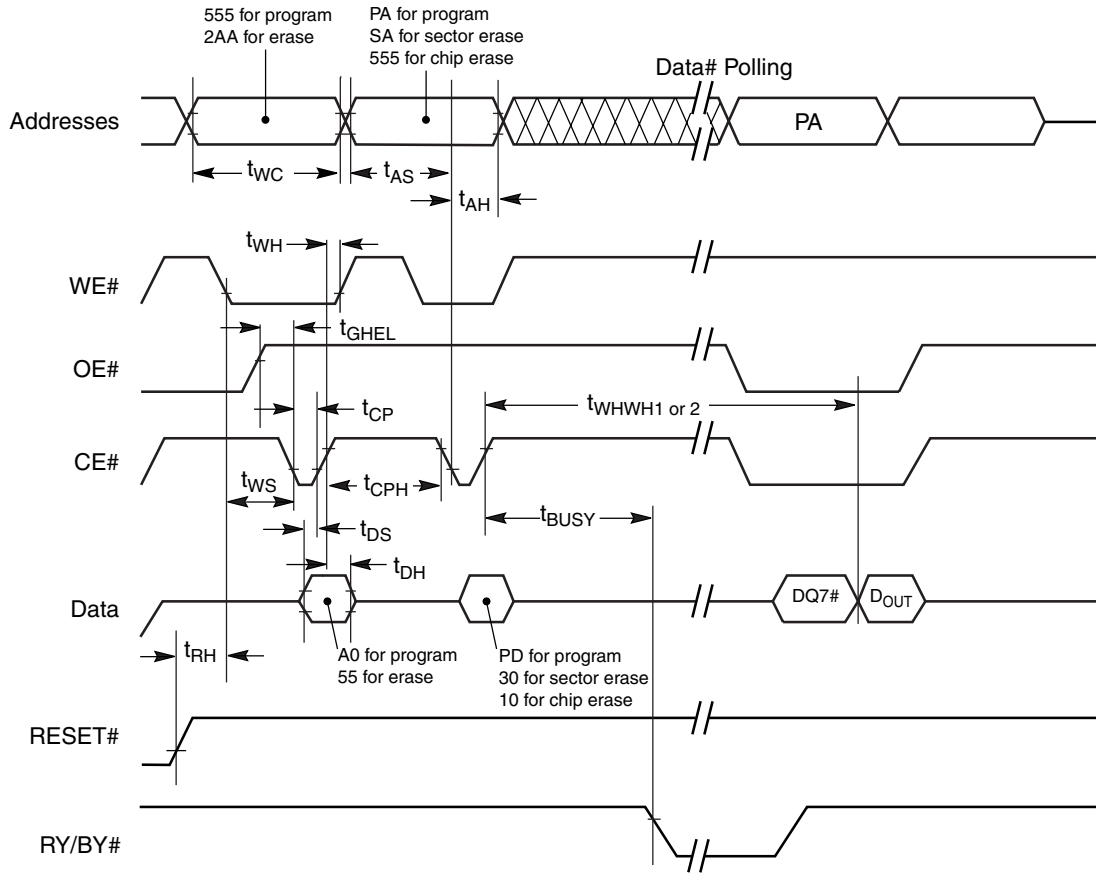 555 for program
2AA for erase
PA for program
SA for sector erase
555 for chip erase
Data# Polling
Addresses
PA
tWC
tAS
tAH
tWH
WE#
tGHEL
OE#
tCP
tWHWH1 or 2
CE#
tWS
tCPH
tBUSY
tDS
tDH
Data
DQ7#
DOUT
A0 for program
55 for erase
PD for program
30 for sector erase
10 for chip erase
tRH
RESET#
RY/BY#